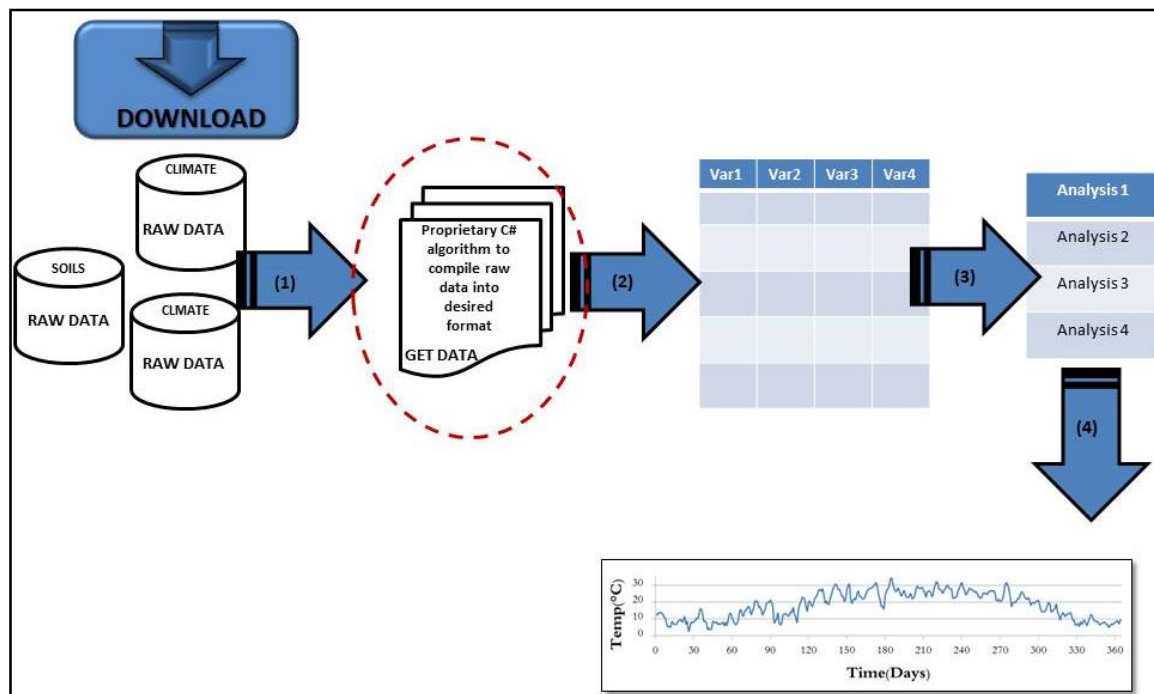 DOWNLOAD
CLIMATE
RAW DATA
SOILS
RAW DATA
CLMATE
RAW DATA
(1)
Proprietary C#
algorithm to
compile raw
data into
desired
format
GET DATA
(2)
Var1 Var2 Var3 Var4
(3)
Analysis 1
Analysis 2
Analysis 3
Analysis 4
(4)
Temp(°C)
30
20
10
0
0 30 60 90 120 150 180 210 240 270 300 330 360
Time(Days)